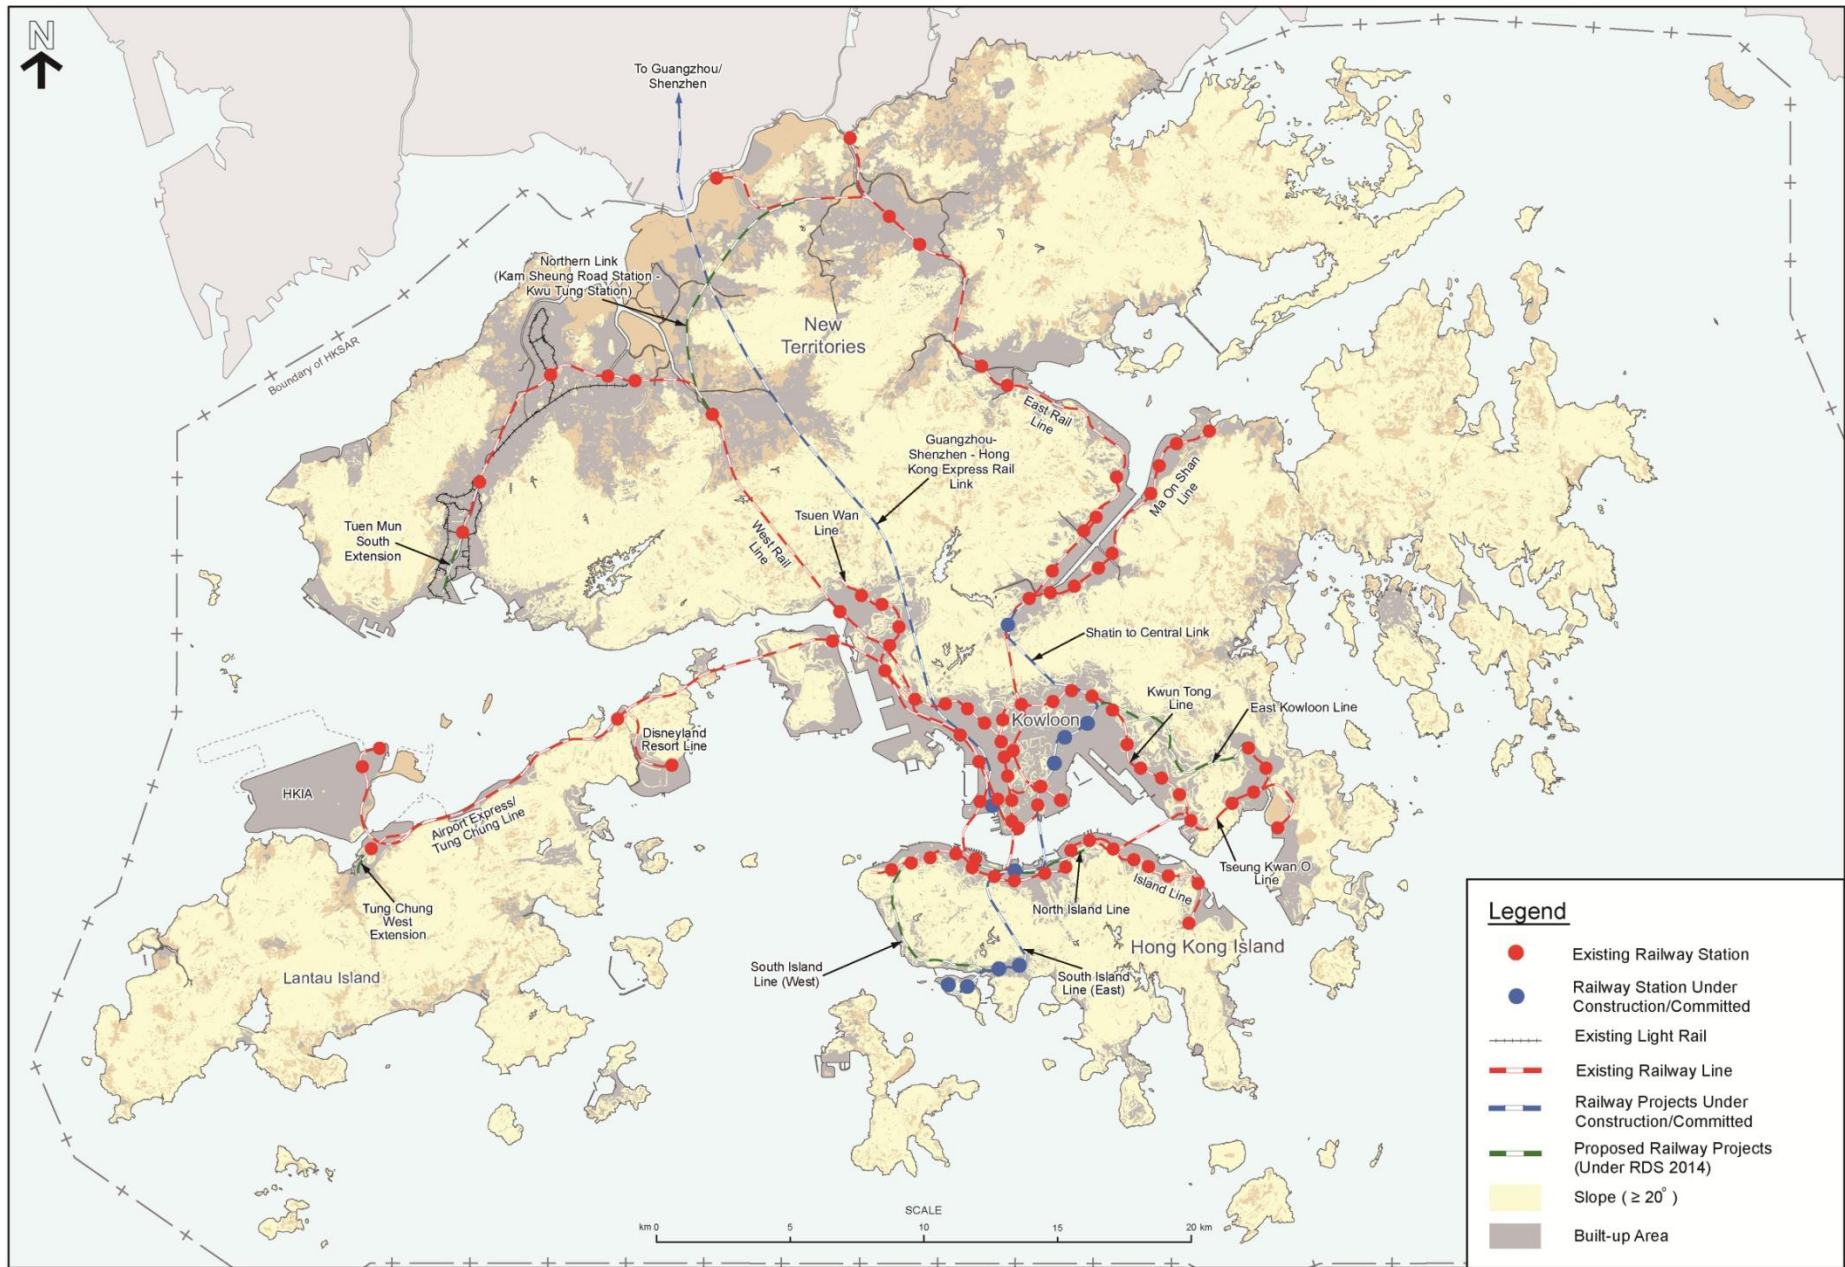 N
To Guangzhou/
Shenzhen
Northern Link
(Kam Sheung Road Station -
Kwu Tung Station)
New
Territories
Boundary of HKSAR
East Rail
Line
Ma On Shan
Line
Guangzhou-
Shenzhen - Hong
Kong Express Rail
Link
Tsuen Wan
Line
West Rail
Line
Tuen Mun
South
Extension
Shatin to Central Link
Kwun Tong
Line
East Kowloon Line
Kowloon
Disneyland
Resort Line
HKIA
Airport Express/
Tung Chung Line
Tseung Kwan O
Line
Island Line
North Island Line
Tung Chung
West
Extension
Hong Kong Island
South Island
Line (West)
South Island
Line (East)
Lantau Island
SCALE
km 0 5 10 15 20 km
Legend
Existing Railway Station
Railway Station Under
Construction/Committed
Existing Light Rail
Existing Railway Line
Railway Projects Under
Construction/Committed
Proposed Railway Projects
(Under RDS 2014)
Slope ( ≥ 20° )
Built-up Area